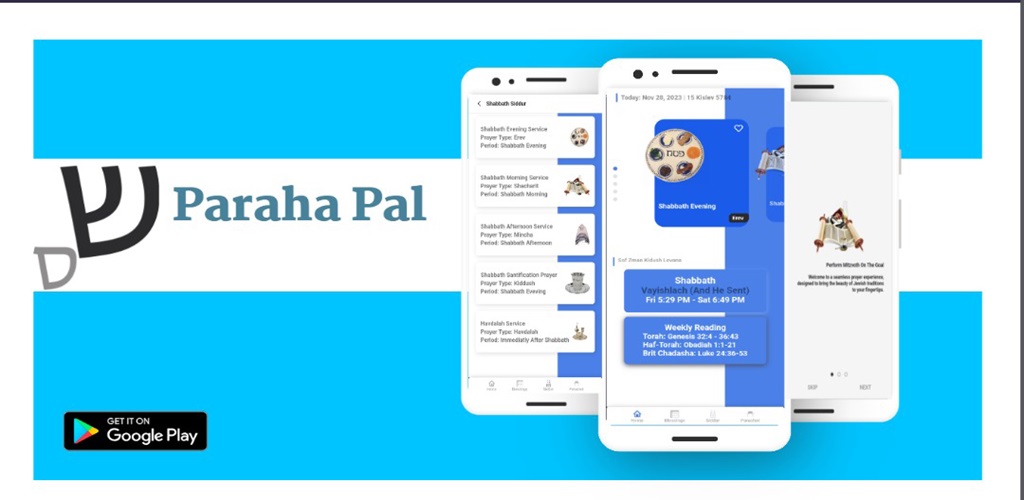 ש
ס
Paraha Pal
GET IT ON
Google Play
Shabbath Siddur
Shabbath Evening Service
Prayer Type: Erev
Period: Shabbath Evening
Shabbath Morning Service
Prayer Type: Shacharit
Period: Shabbath Morning
Shabbath Afternoon Service
Prayer Type: Mincha
Period: Shabbath Afternoon
Shabbath Santification Prayer
Prayer Type: Kiddush
Period: Shabbath Evening
Havdalah Service
Prayer Type: Havdalah
Period: Immediatly After Shabbath
Home Blessings Siddur
Today: Nov 28, 2023 | 15 Kislev 5784
פסח
Shabbath Evening
Erev
Shab
Sof Zman Kidush Levana
Shabbath
Vayishlach (And He Sent)
Fri 5:29 PM - Sat 6:49 PM
Weekly Reading
Torah: Genesis 32:4 - 36:43
Haf-Torah: Obadiah 1:1-21
Brit Chadasha: Luke 24:36-53
Home Blessings Siddur
Perform Mitzvoth On The Goal
Welcome to a seamless prayer experience,
designed to bring the beauty of Jewish traditions
to your fingertips.
SKIP NEXT